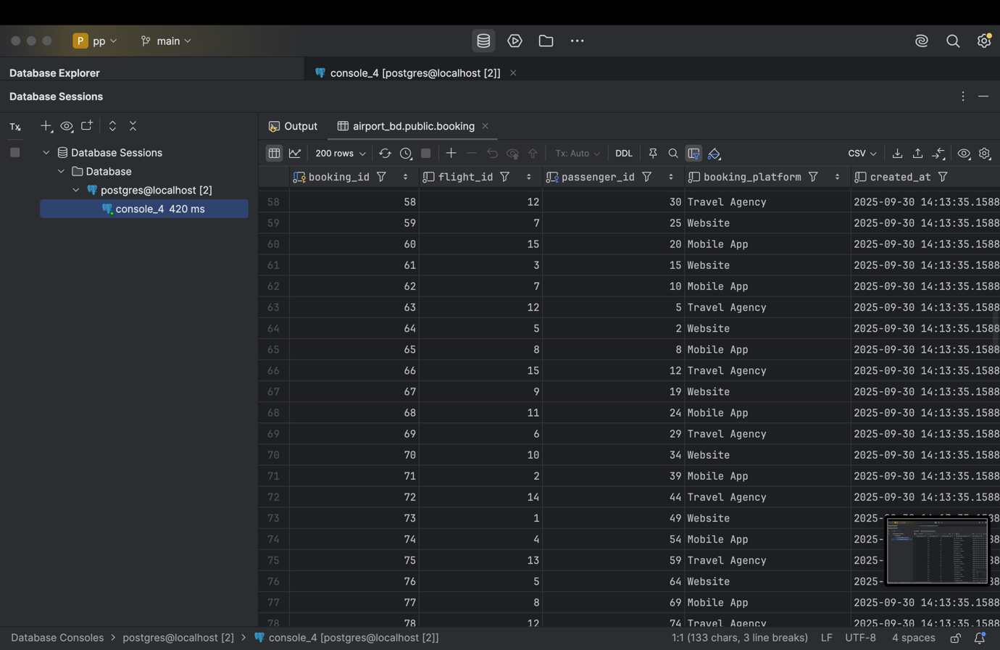 P pp main
Database Explorer console_4 [postgres@localhost [2]]
Database Sessions
Tx Output airport_bd.public.booking
Database Sessions 200 rows Tx: Auto DDL CSV
Database
postgres@localhost [2]
console_4 420 ms
booking_id flight_id passenger_id booking_platform created_at
58 58 12 30 Travel Agency 2025-09-30 14:13:35.1588
59 59 7 25 Website 2025-09-30 14:13:35.1588
60 60 15 20 Mobile App 2025-09-30 14:13:35.1588
61 61 3 15 Website 2025-09-30 14:13:35.1588
62 62 7 10 Mobile App 2025-09-30 14:13:35.1588
63 63 12 5 Travel Agency 2025-09-30 14:13:35.1588
64 64 5 2 Website 2025-09-30 14:13:35.1588
65 65 8 8 Mobile App 2025-09-30 14:13:35.1588
66 66 15 12 Travel Agency 2025-09-30 14:13:35.1588
67 67 9 19 Website 2025-09-30 14:13:35.1588
68 68 11 24 Mobile App 2025-09-30 14:13:35.1588
69 69 6 29 Travel Agency 2025-09-30 14:13:35.1588
70 70 10 34 Website 2025-09-30 14:13:35.1588
71 71 2 39 Mobile App 2025-09-30 14:13:35.1588
72 72 14 44 Travel Agency 2025-09-30 14:13:35.1588
73 73 1 49 Website 2025-09-30 14:13:35.1588
74 74 4 54 Mobile App 2025-
75 75 13 59 Travel Agency 2025-
76 76 5 64 Website 2025-
77 77 8 69 Mobile App 2025-09-30 14:13:35.1588
78 78 12 74 Travel Agency 2025-09-30 14:13:35.1588
Database Consoles > postgres@localhost [2] > console_4 [postgres@localhost [2]] 1:1 (133 chars, 3 line breaks) LF UTF-8 4 spaces